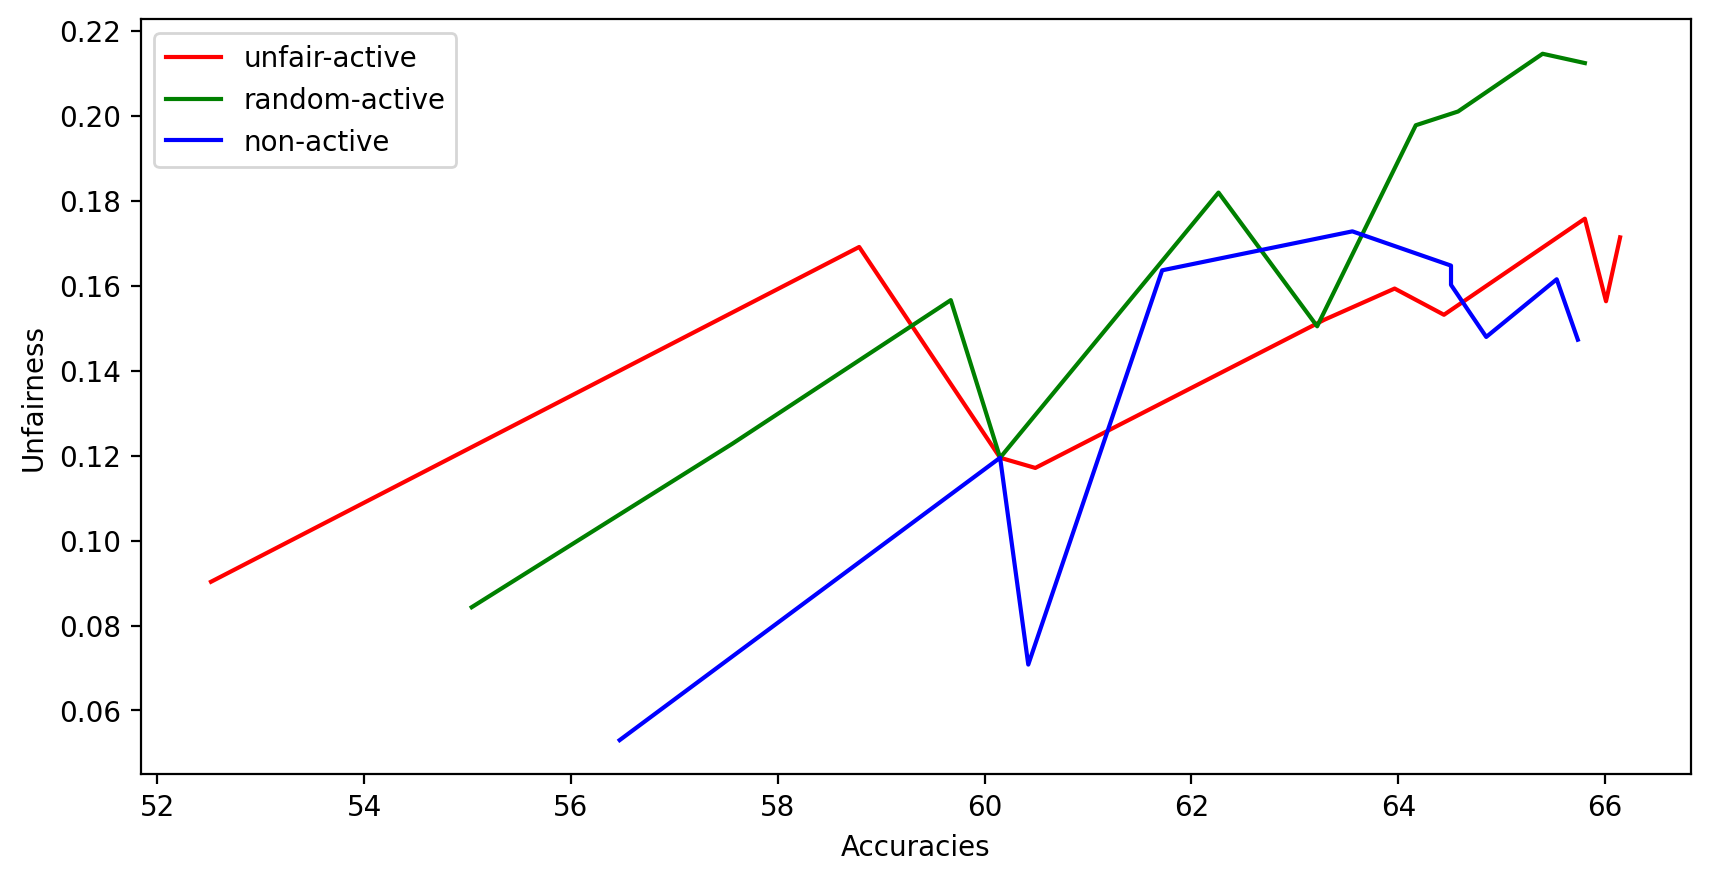 unfair-active
random-active
non-active
0.22
0.20
0.18
0.16
0.14
0.12
0.10
0.08
0.06
Unfairness
52 54 56 58 60 62 64 66
Accuracies